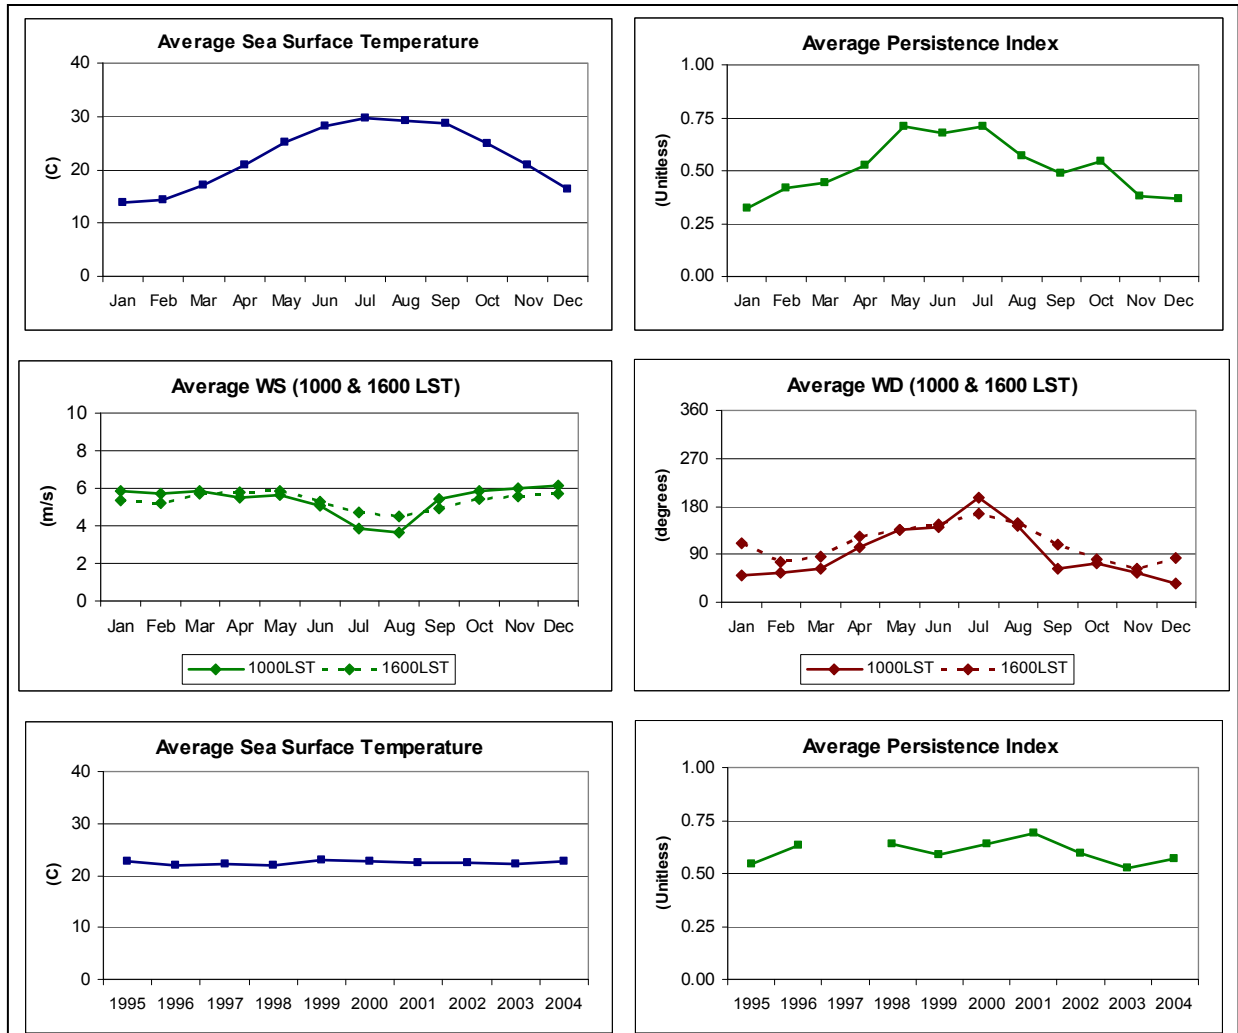 Average Sea Surface Temperature
40
30
20
10
0
(C)
Jan Feb Mar Apr May Jun Jul Aug Sep Oct Nov Dec
Average Persistence Index
1.00
0.75
0.50
0.25
0.00
(Unitless)
Jan Feb Mar Apr May Jun Jul Aug Sep Oct Nov Dec
Average WS (1000 & 1600 LST)
10
8
6
4
2
0
(m/s)
Jan Feb Mar Apr May Jun Jul Aug Sep Oct Nov Dec
1000LST 1600LST
Average WD (1000 & 1600 LST)
360
270
180
90
0
(degrees)
Jan Feb Mar Apr May Jun Jul Aug Sep Oct Nov Dec
1000LST 1600LST
Average Sea Surface Temperature
40
30
20
10
0
(C)
1995 1996 1997 1998 1999 2000 2001 2002 2003 2004
Average Persistence Index
1.00
0.75
0.50
0.25
0.00
(Unitless)
1995 1996 1997 1998 1999 2000 2001 2002 2003 2004